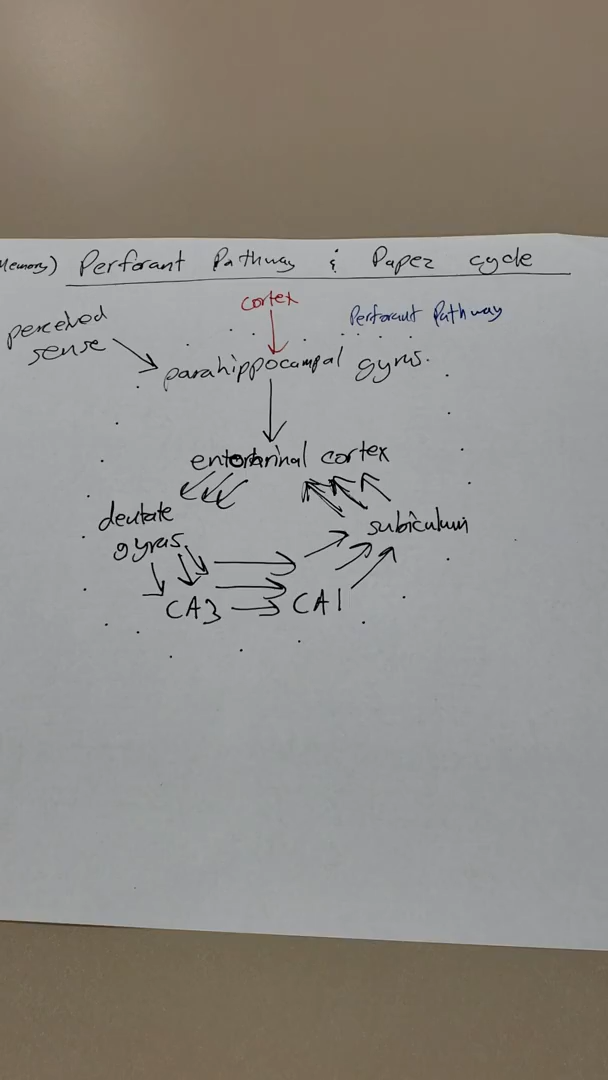 Memory) Perforant Pathway & Papez cycle
cortex
perceived sense
Perforant Pathway
parahippocampal gyrus.
entorhinal cortex
dentate gyrus
subiculum
CA3
CA1